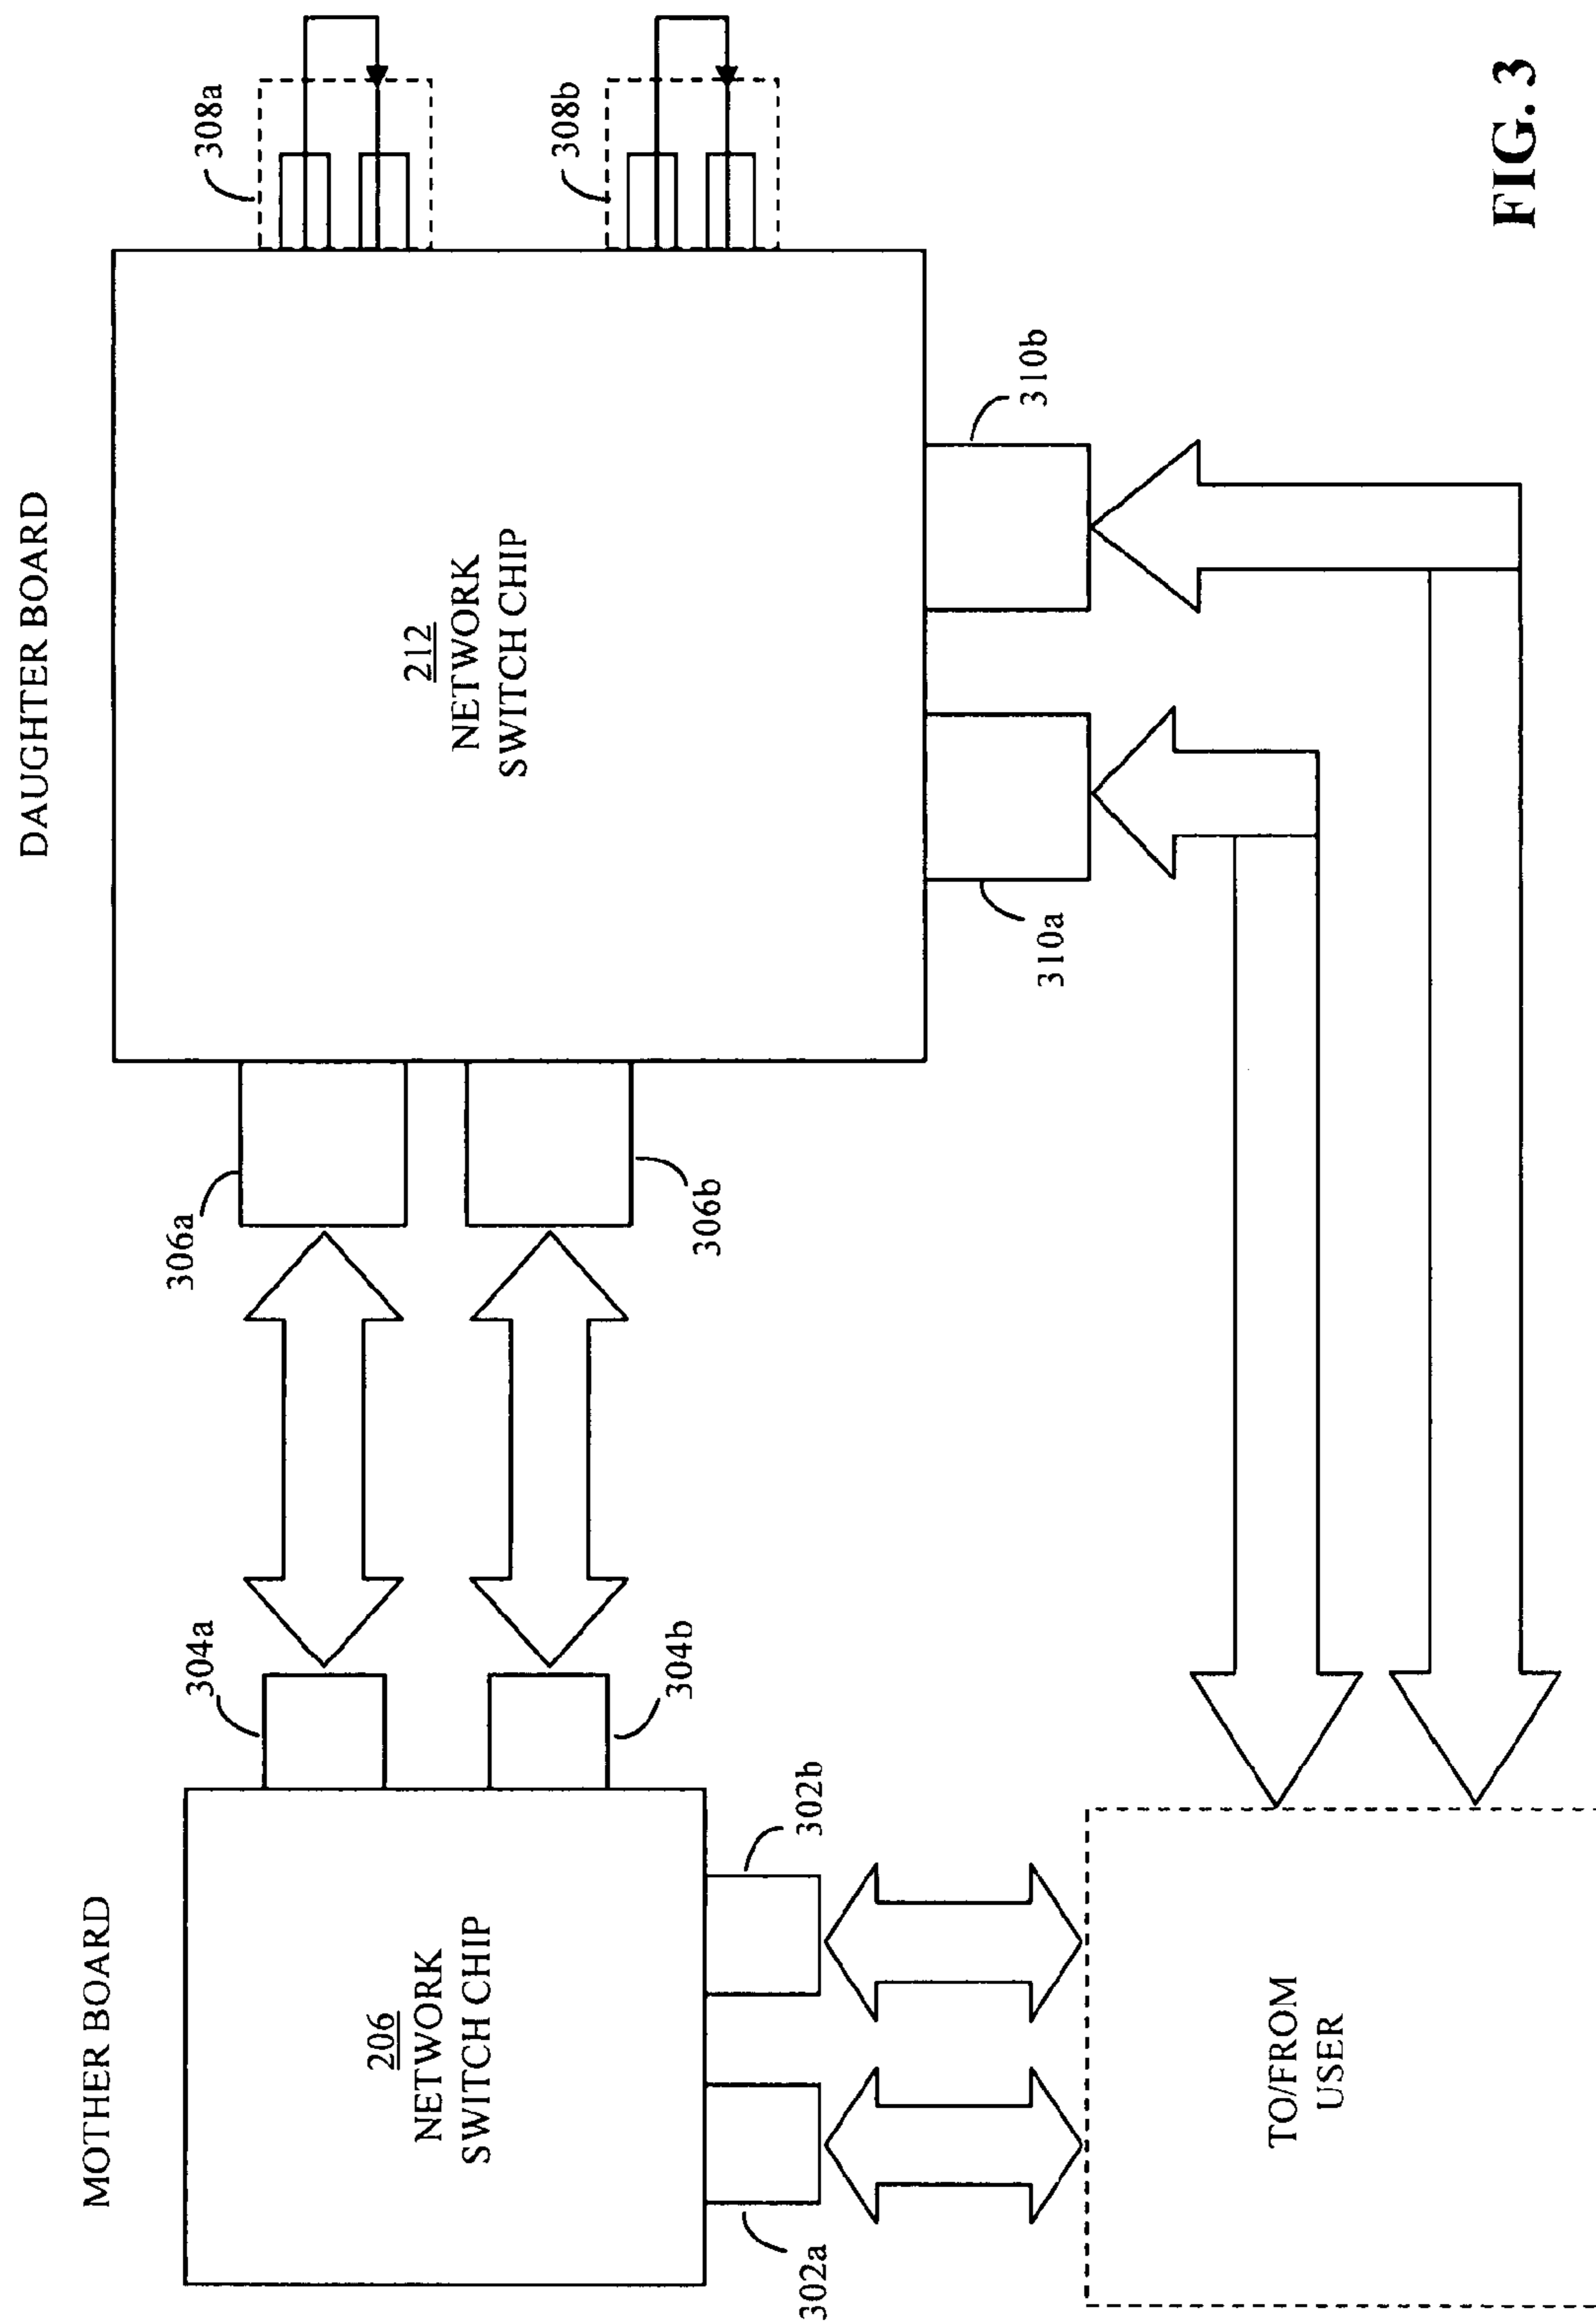 MOTHER BOARD
DAUGHTER BOARD
206
NETWORK
SWITCH CHIP
304a
304b
302a
302b
306a
306b
212
NETWORK
SWITCH CHIP
308a
308b
310a
310b
TO/FROM
USER
FIG. 3